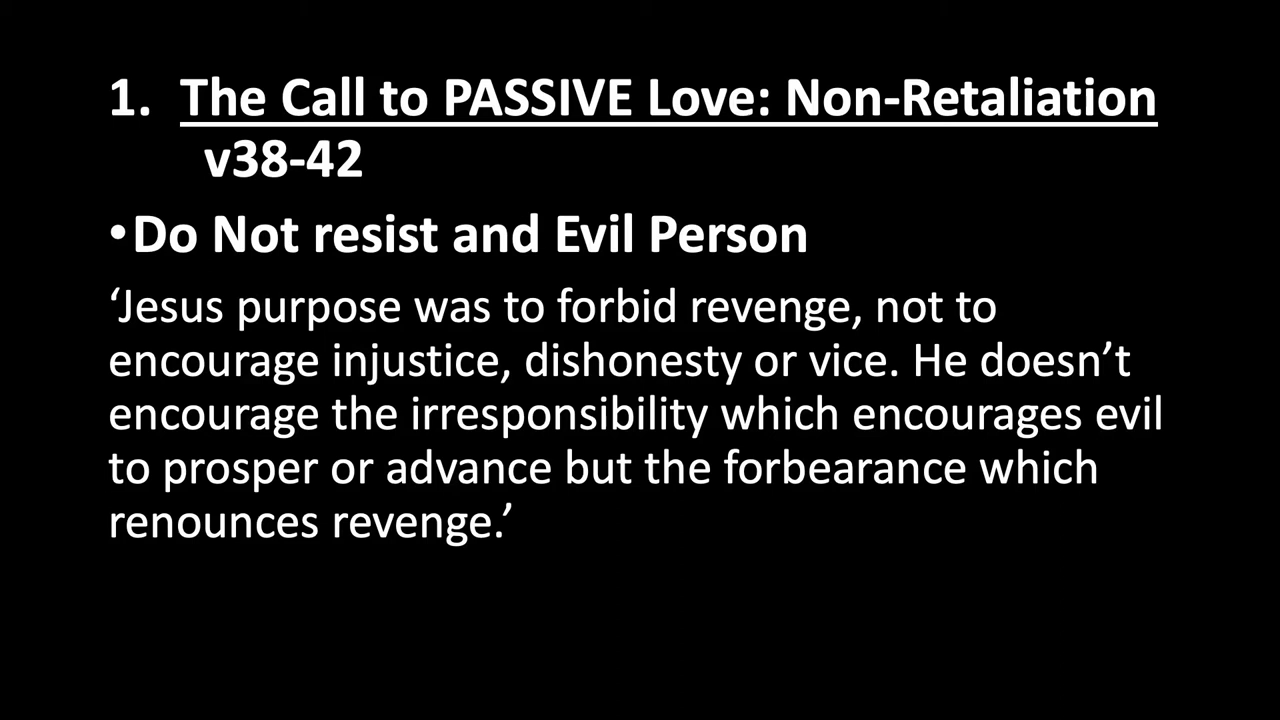 1. The Call to PASSIVE Love: Non-Retaliation
v38-42
•Do Not resist and Evil Person
‘Jesus purpose was to forbid revenge, not to
encourage injustice, dishonesty or vice. He doesn’t
encourage the irresponsibility which encourages evil
to prosper or advance but the forbearance which
renounces revenge.’